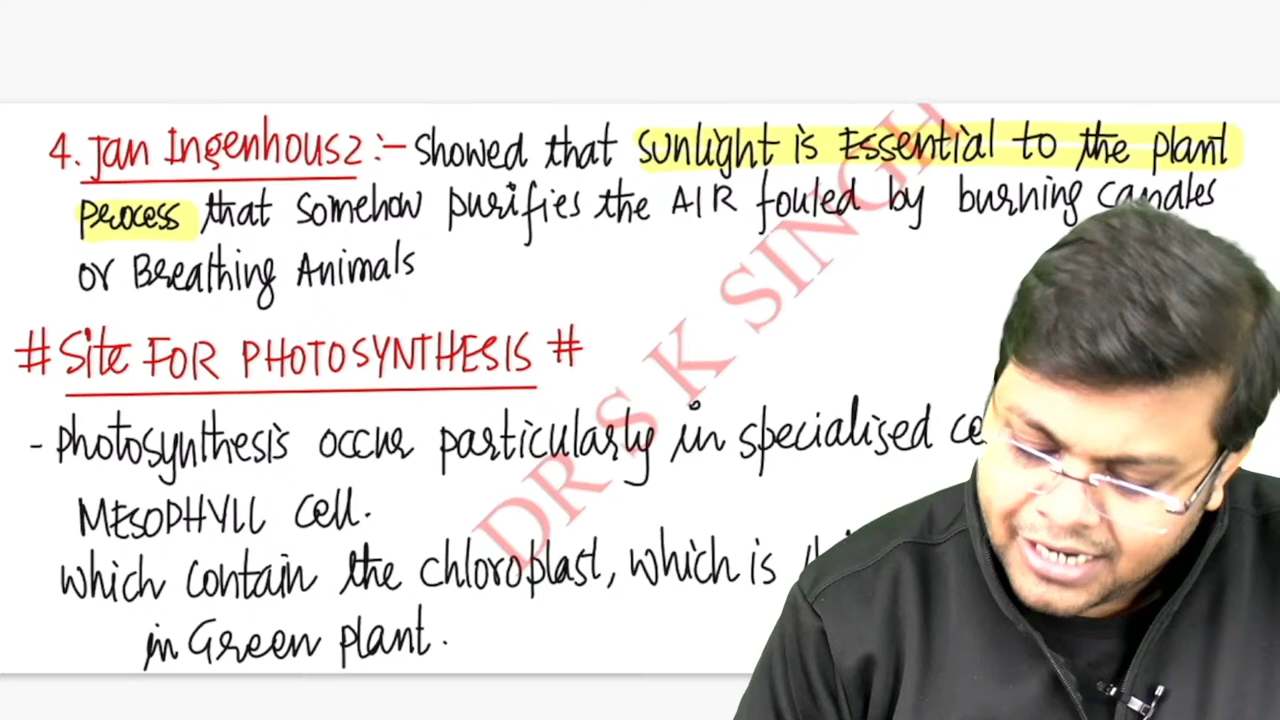 4. Jan Ingenhousz :- Showed that sunlight is Essential to the plant
process that somehow purifies the AIR fouled by burning candles
or Breathing Animals
# Site FOR PHOTOSYNTHESIS #
- Photosynthesis occur particularly in specialised
MESOPHYLL cell.
which contain the chloroplast, which is
in Green plant.
DR S K SINGH